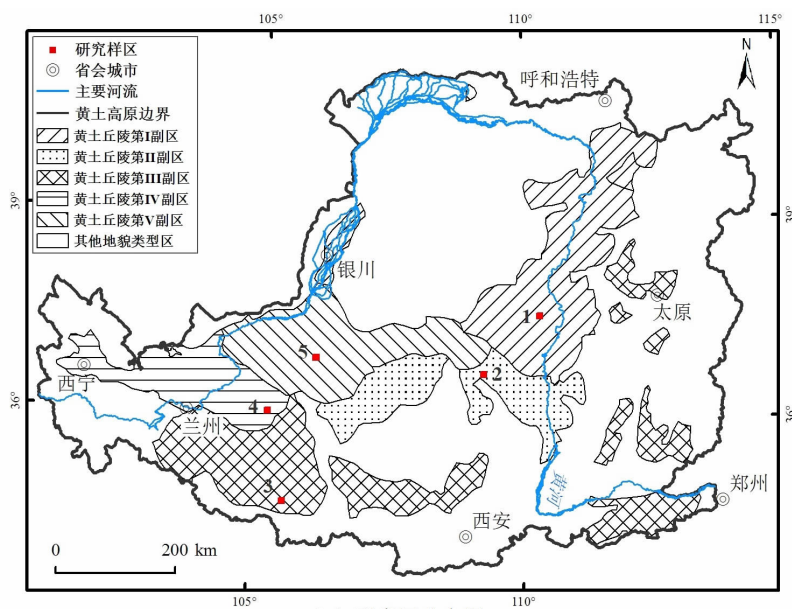 105°
110°
115°
N
研究样区
省会城市
主要河流
黄土高原边界
黄土丘陵第I副区
黄土丘陵第II副区
黄土丘陵第III副区
黄土丘陵第IV副区
黄土丘陵第V副区
其他地貌类型区
呼和浩特
39°
39°
银川
太原
1
5
2
西宁
36°
36°
4
兰州
3
黄河
郑州
西安
0
200 km
105°
110°